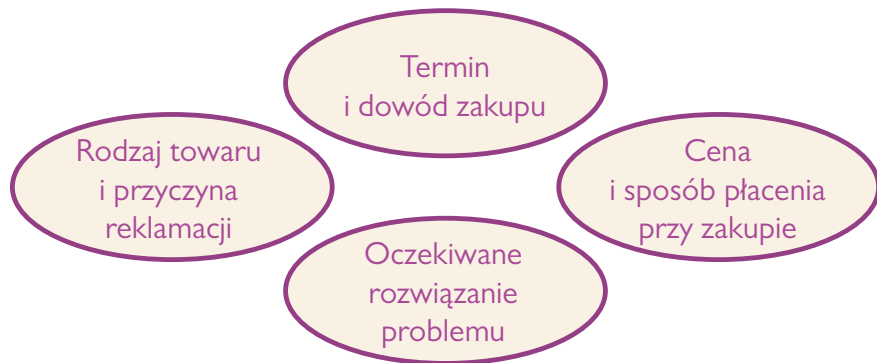 Termin
i dowód zakupu
Rodzaj towaru
i przyczyna
reklamacji
Cena
i sposób płacenia
przy zakupie
Oczekiwane
rozwiązanie
problemu